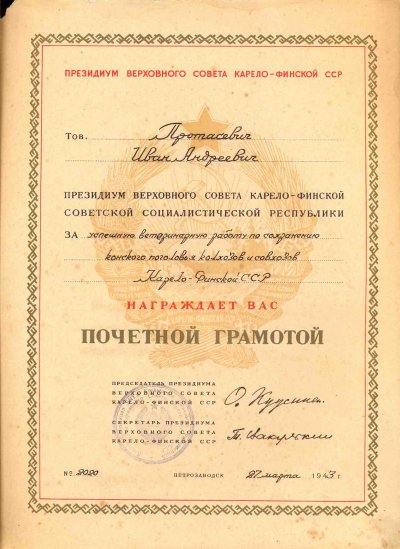 ПРЕЗИДИУМ ВЕРХОВНОГО СОВЕТА КАРЕЛО-ФИНСКОЙ ССР
Тов. Протасевич
Иван Андреевич
ПРЕЗИДИУМ ВЕРХОВНОГО СОВЕТА КАРЕЛО-ФИНСКОЙ
СОВЕТСКОЙ СОЦИАЛИСТИЧЕСКОЙ РЕСПУБЛИКИ
ЗА успешную ветеринарную работу по сохранению
конского поголовья колхозов и совхозов
Карело-Финской ССР
НАГРАЖДАЕТ ВАС
ПОЧЕТНОЙ ГРАМОТОЙ
ПРЕДСЕДАТЕЛЬ ПРЕЗИДИУМА
ВЕРХОВНОГО СОВЕТА
КАРЕЛО-ФИНСКОЙ ССР
О. Куусинен
СЕКРЕТАРЬ ПРЕЗИДИУМА
ВЕРХОВНОГО СОВЕТА
КАРЕЛО-ФИНСКОЙ ССР
№ 2020 ПЕТРОЗАВОДСК 27 марта 1943 г.